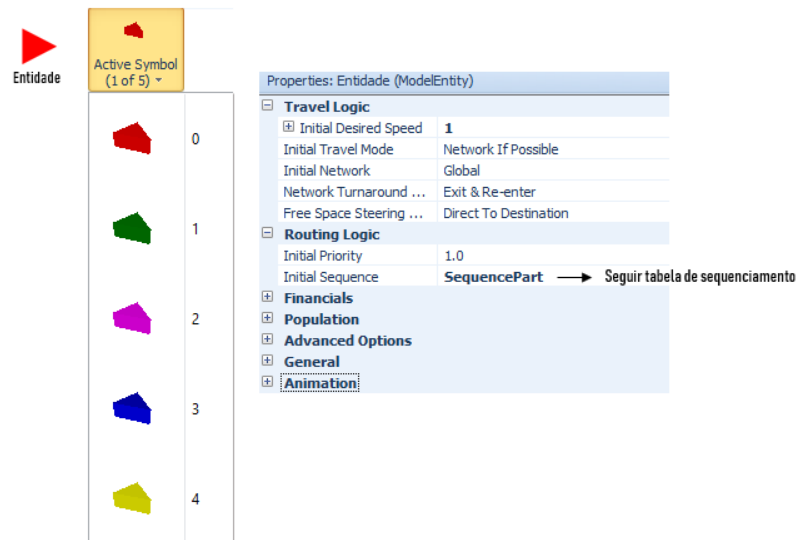 Entidade
Active Symbol
(1 of 5)
0
1
2
3
4
Properties: Entidade (ModelEntity)
Travel Logic
Initial Desired Speed 1
Initial Travel Mode Network If Possible
Initial Network Global
Network Turnaround ... Exit & Re-enter
Free Space Steering ... Direct To Destination
Routing Logic
Initial Priority 1.0
Initial Sequence SequencePart Seguir tabela de sequenciamento
Financials
Population
Advanced Options
General
Animation